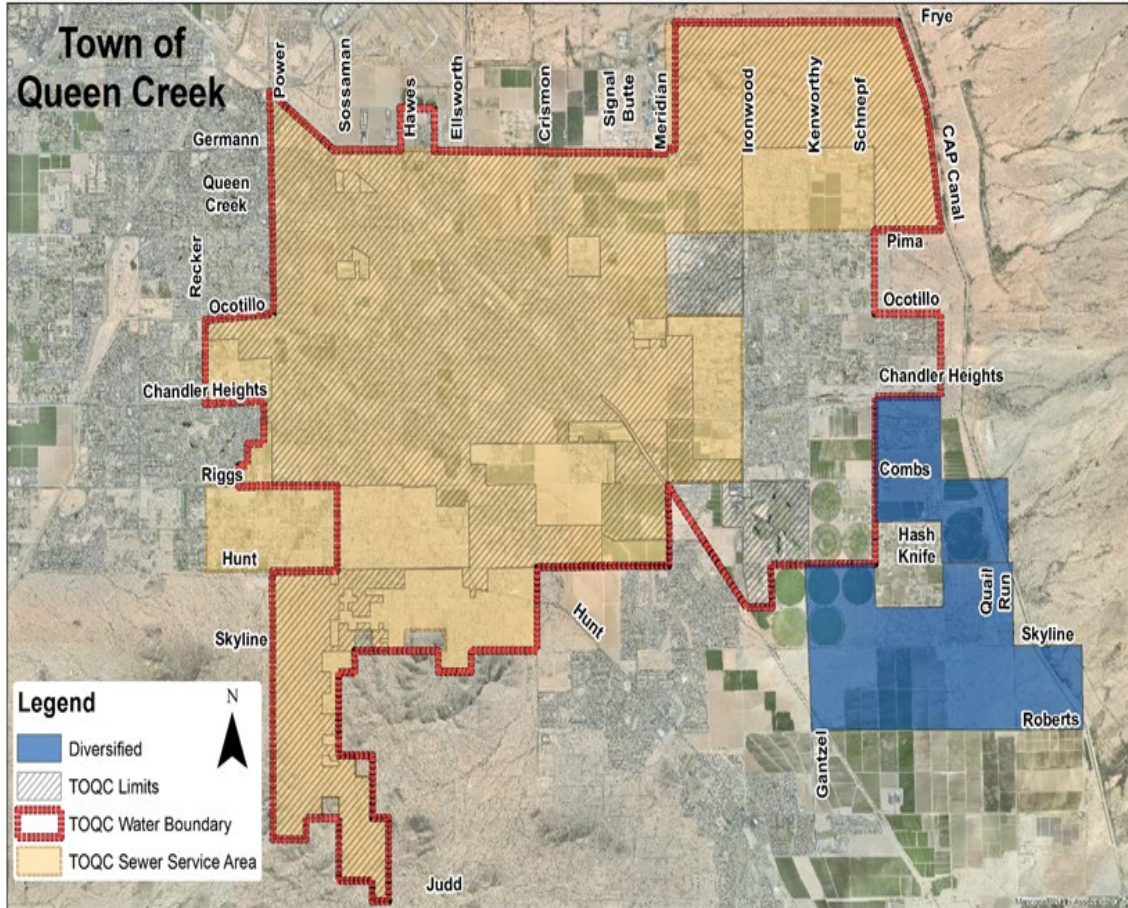 Town of
Queen Creek
Frye
Power
Sossaman
Hawes
Ellsworth
Crismon
Signal
Butte
Meridian
Ironwood
Kenworthy
Schnepf
CAP Canal
Germann
Queen
Creek
Recker
Pima
Ocotillo
Ocotillo
Chandler Heights
Chandler Heights
Riggs
Combs
Hash
Knife
Hunt
Quail
Run
Hunt
Skyline
Skyline
Roberts
Gantzel
Judd
Legend
N
Diversified
TOQC Limits
TOQC Water Boundary
TOQC Sewer Service Area